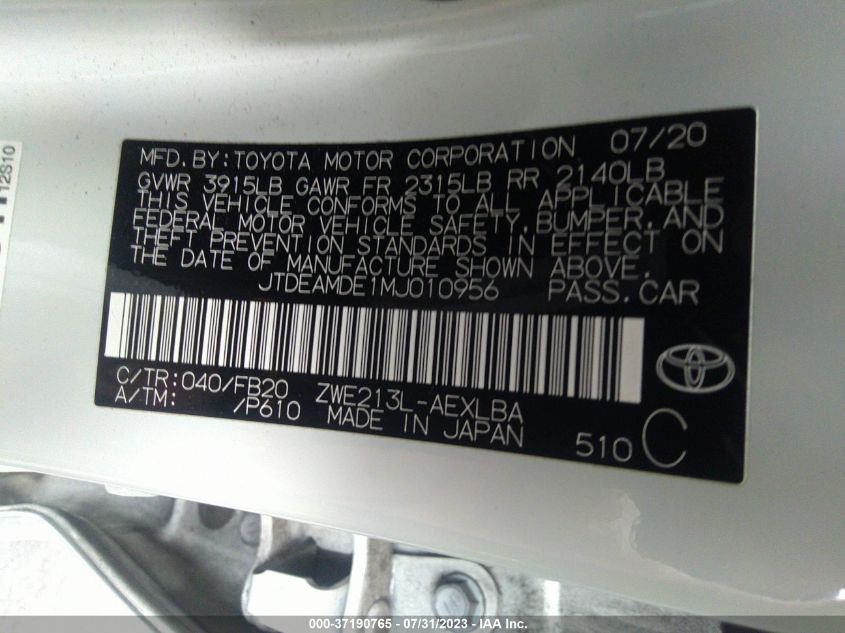 MFD. BY: TOYOTA MOTOR CORPORATION 07/20
GVWR 3915LB GAWR FR 2315LB RR 2140LB
THIS VEHICLE CONFORMS TO ALL APPLICABLE
FEDERAL MOTOR VEHICLE SAFETY, BUMPER, AND
THEFT PREVENTION STANDARDS IN EFFECT ON
THE DATE OF MANUFACTURE SHOWN ABOVE.
JTDEAMDE1MJ010956 PASS. CAR
C/TR: 040/FB20 ZWE213L-AEXLBA
A/TM: /P610 MADE IN JAPAN
510 C
12S10
000-37190765 - 07/31/2023 - IAA Inc.